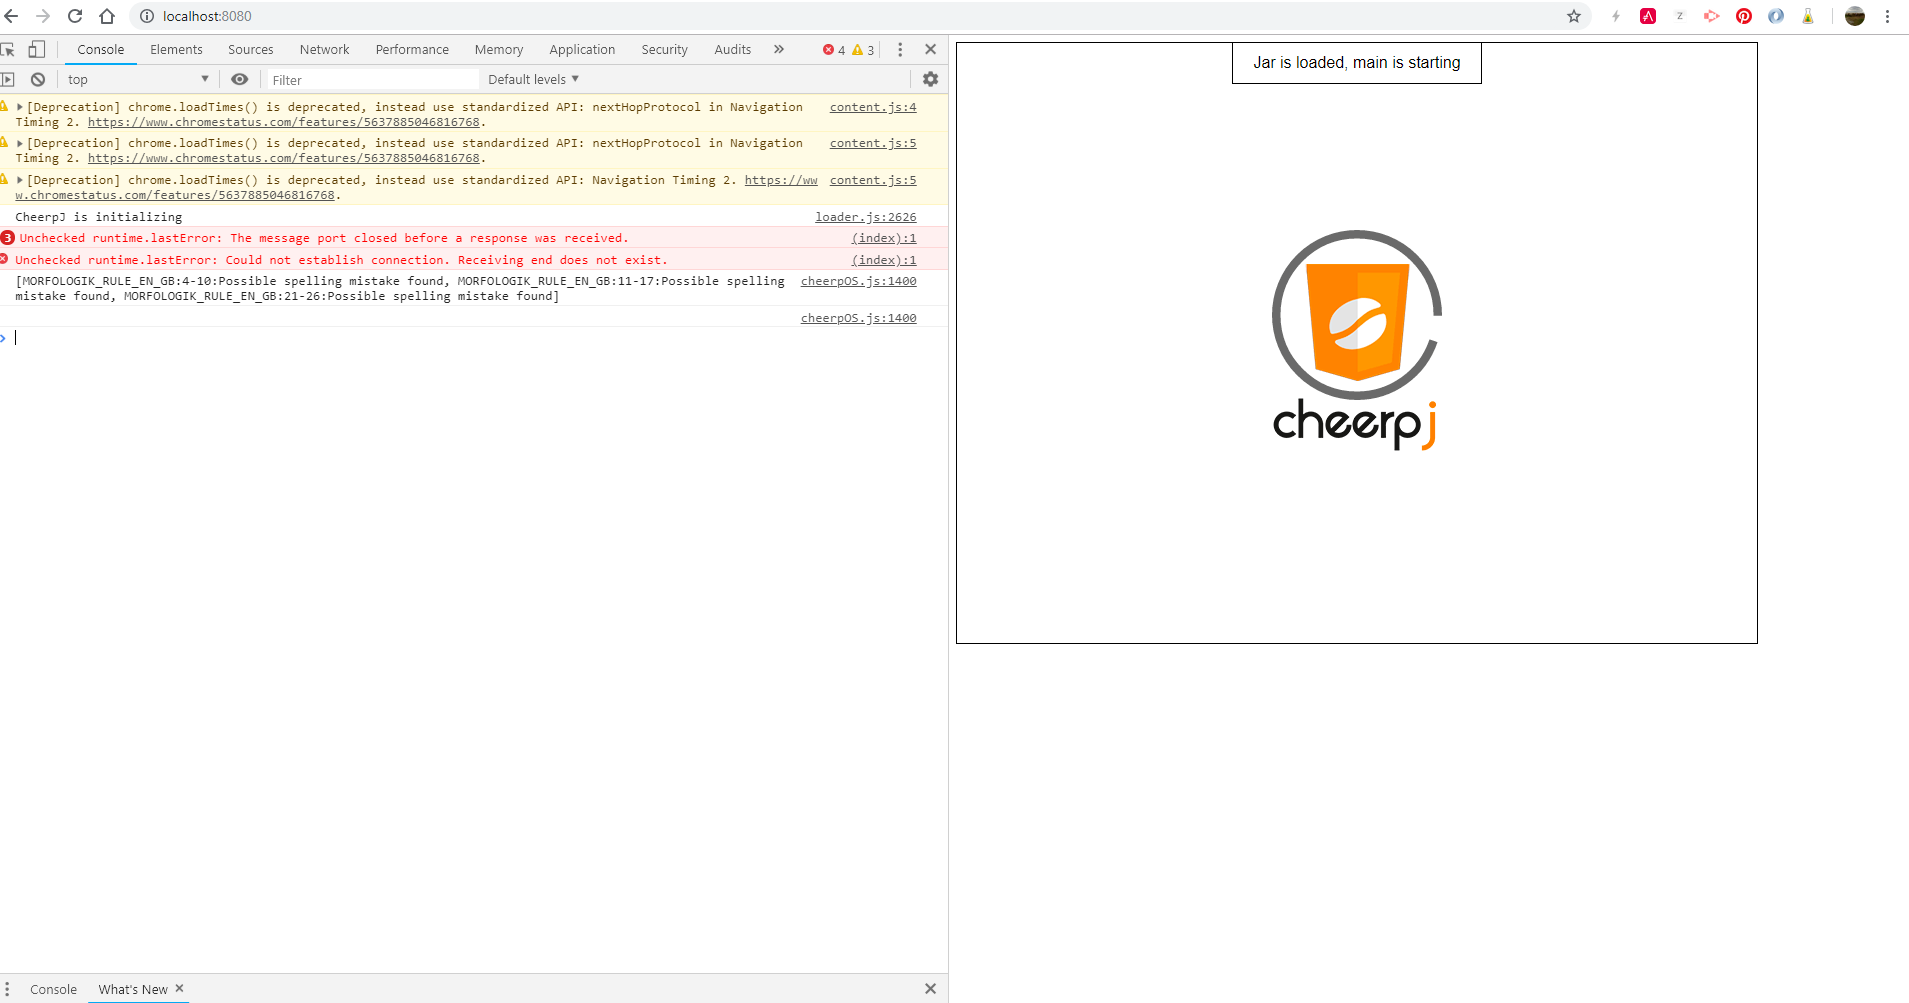 localhost:8080
Console Elements Sources Network Performance Memory Application Security Audits » 4 3
top Filter Default levels
[Deprecation] chrome.loadTimes() is deprecated, instead use standardized API: nextHopProtocol in Navigation content.js:4
Timing 2. https://www.chromestatus.com/features/5637885046816768.
[Deprecation] chrome.loadTimes() is deprecated, instead use standardized API: nextHopProtocol in Navigation content.js:5
Timing 2. https://www.chromestatus.com/features/5637885046816768.
[Deprecation] chrome.loadTimes() is deprecated, instead use standardized API: Navigation Timing 2. https://ww content.js:5
w.chromestatus.com/features/5637885046816768.
CheerpJ is initializing loader.js:2626
3 Unchecked runtime.lastError: The message port closed before a response was received. (index):1
Unchecked runtime.lastError: Could not establish connection. Receiving end does not exist. (index):1
[MORFOLOGIK_RULE_EN_GB:4-10:Possible spelling mistake found, MORFOLOGIK_RULE_EN_GB:11-17:Possible spelling cheerpOS.js:1400
mistake found, MORFOLOGIK_RULE_EN_GB:21-26:Possible spelling mistake found]
cheerpOS.js:1400
Console What's New
Jar is loaded, main is starting
cheerpj